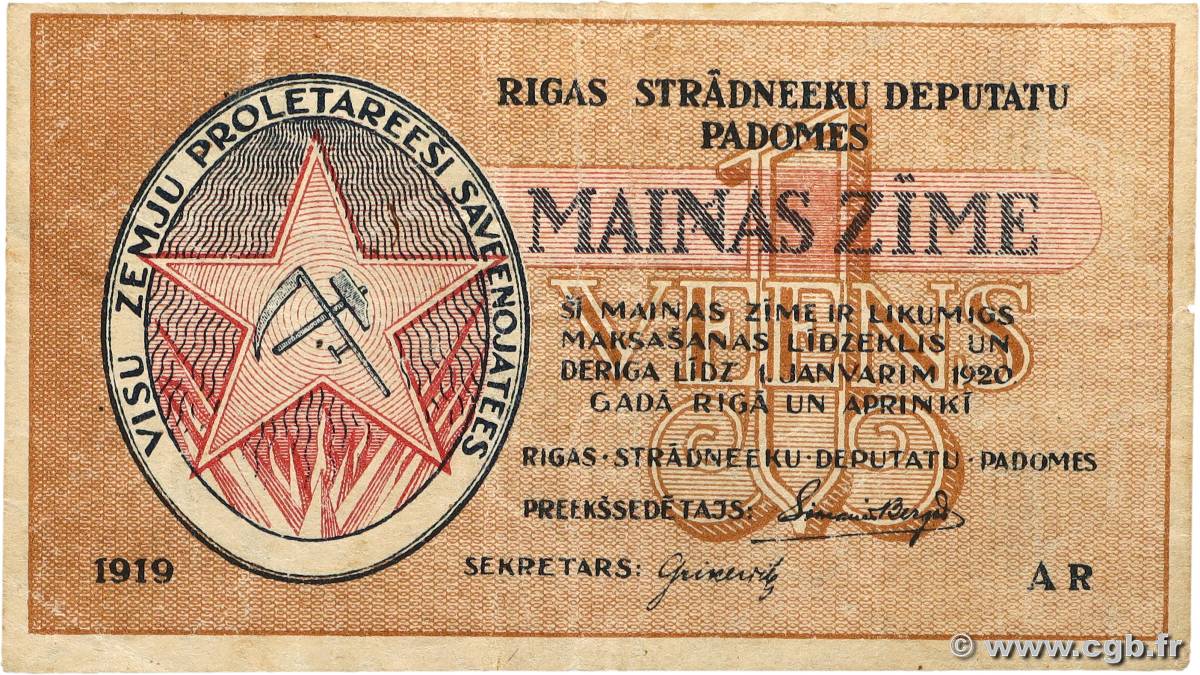 RIGAS STRĀDNEEKU DEPUTATU
PADOMES
1
MAIŅAS ZĪME
VEENS
ŠĪ MAIŅAS ZĪME IR LIKUMIGS
MAKSAŠANAS LĪDZEKLIS UN
DERIGA LĪDZ 1. JANVARIM 1920
GADĀ RIGĀ UN APRINĶĪ
RIGAS · STRĀDNEEKU · DEPUTATU · PADOMES
PREEKŠSEDĒTAJS:
SEKRETARS:
VISU ZEMJU PROLETAREEŠI SAVEENOJATEES
1919
AR
© www.cgb.fr